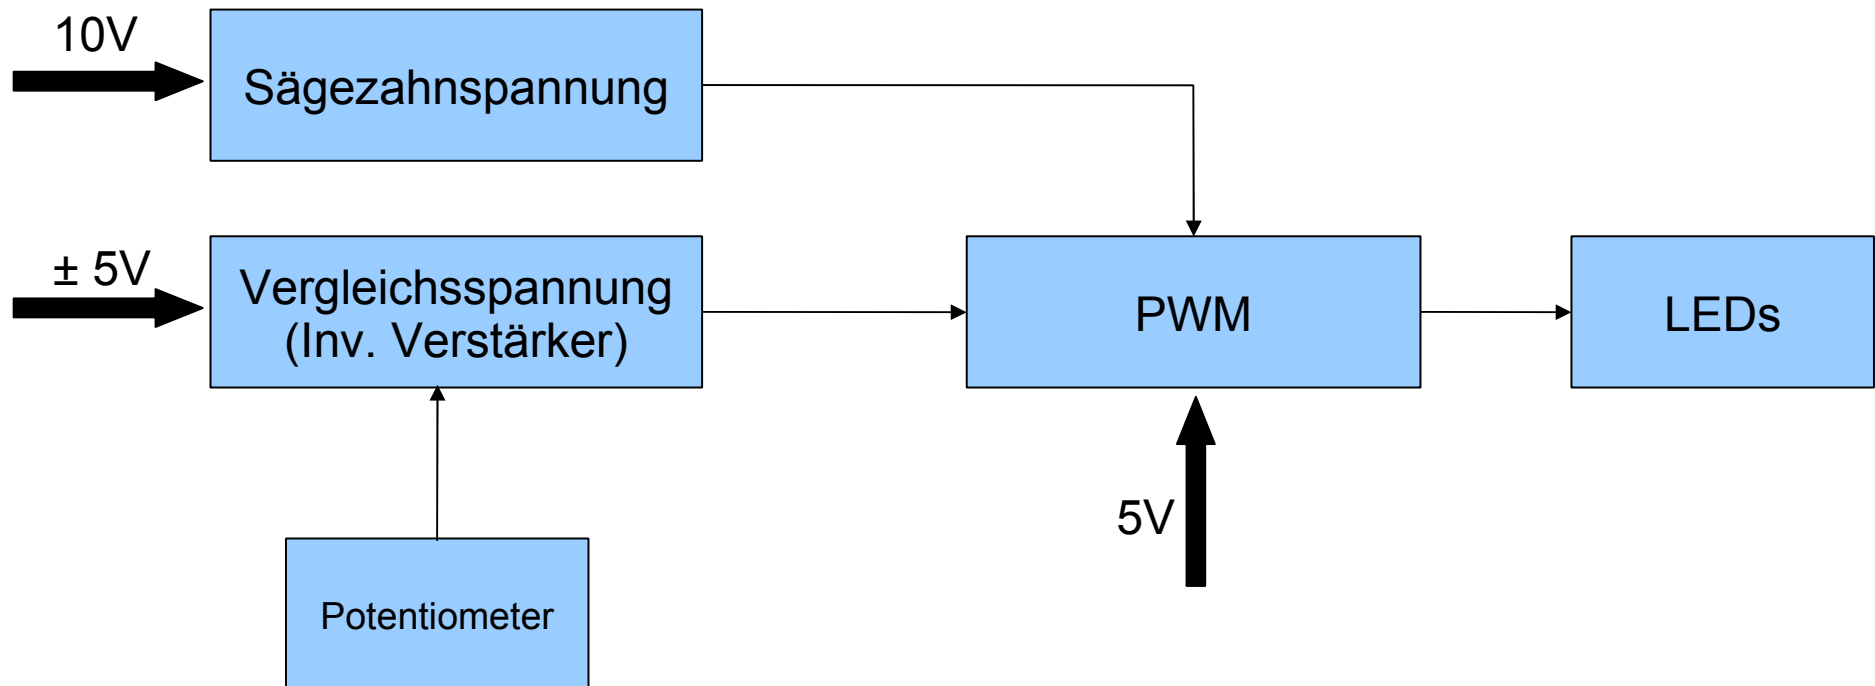 10V
Sägezahnspannung
± 5V
Vergleichsspannung
(Inv. Verstärker)
PWM
LEDs
5V
Potentiometer